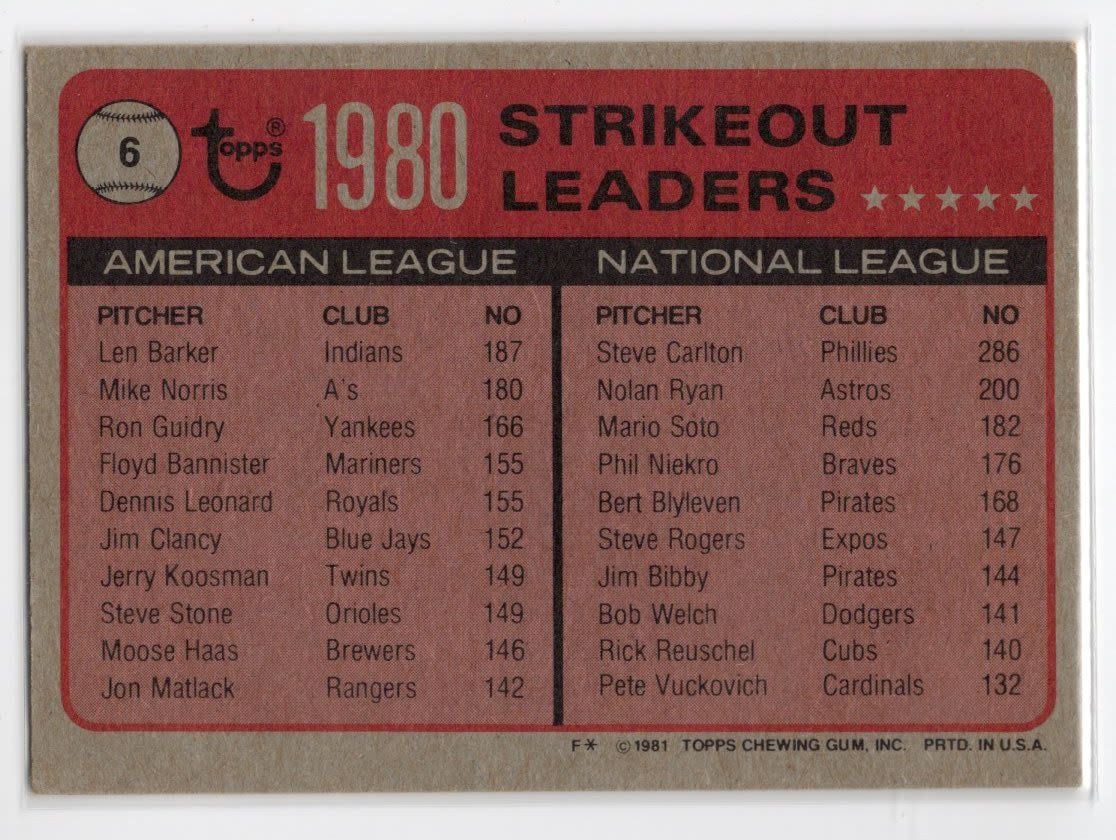 6 Topps® 1980 STRIKEOUT
LEADERS ★★★★★
AMERICAN LEAGUE
PITCHER CLUB NO
Len Barker Indians 187
Mike Norris A's 180
Ron Guidry Yankees 166
Floyd Bannister Mariners 155
Dennis Leonard Royals 155
Jim Clancy Blue Jays 152
Jerry Koosman Twins 149
Steve Stone Orioles 149
Moose Haas Brewers 146
Jon Matlack Rangers 142
NATIONAL LEAGUE
PITCHER CLUB NO
Steve Carlton Phillies 286
Nolan Ryan Astros 200
Mario Soto Reds 182
Phil Niekro Braves 176
Bert Blyleven Pirates 168
Steve Rogers Expos 147
Jim Bibby Pirates 144
Bob Welch Dodgers 141
Rick Reuschel Cubs 140
Pete Vuckovich Cardinals 132
F* ©1981 TOPPS CHEWING GUM, INC. PRTD. IN U.S.A.